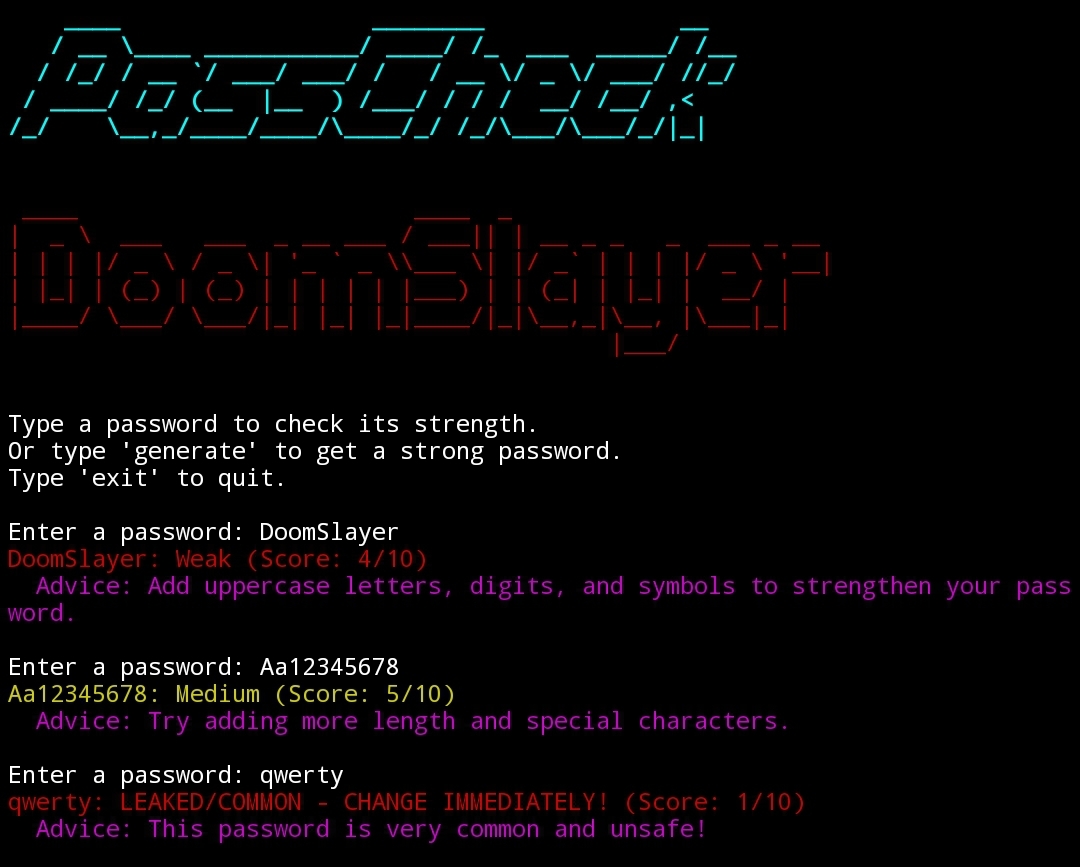 PassCheck
DoomSlayer
Type a password to check its strength.
Or type 'generate' to get a strong password.
Type 'exit' to quit.
Enter a password: DoomSlayer
DoomSlayer: Weak (Score: 4/10)
Advice: Add uppercase letters, digits, and symbols to strengthen your pass
word.
Enter a password: Aa12345678
Aa12345678: Medium (Score: 5/10)
Advice: Try adding more length and special characters.
Enter a password: qwerty
qwerty: LEAKED/COMMON - CHANGE IMMEDIATELY! (Score: 1/10)
Advice: This password is very common and unsafe!